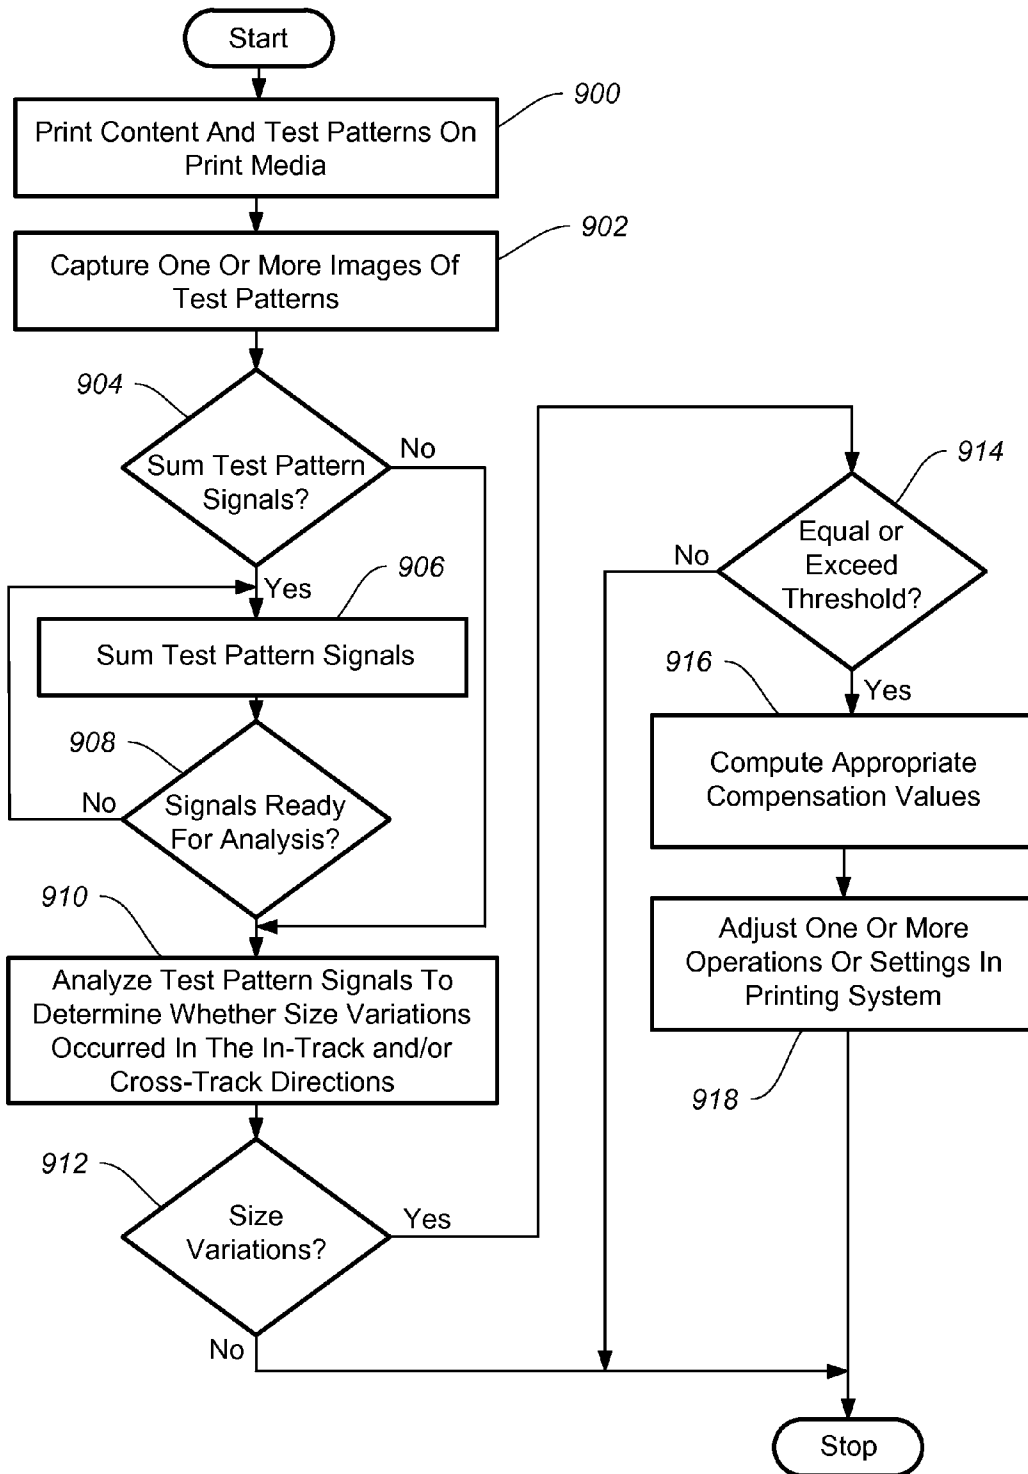 Start
900
Print Content And Test Patterns On
Print Media
902
Capture One Or More Images Of
Test Patterns
904
No
Sum Test Pattern
Signals?
Yes
906
Sum Test Pattern Signals
908
No
Signals Ready
For Analysis?
910
Analyze Test Pattern Signals To
Determine Whether Size Variations
Occurred In The In-Track and/or
Cross-Track Directions
912
Size
Variations?
Yes
No
914
Equal or
Exceed
Threshold?
No
Yes
916
Compute Appropriate
Compensation Values
Adjust One Or More
Operations Or Settings In
Printing System
918
Stop